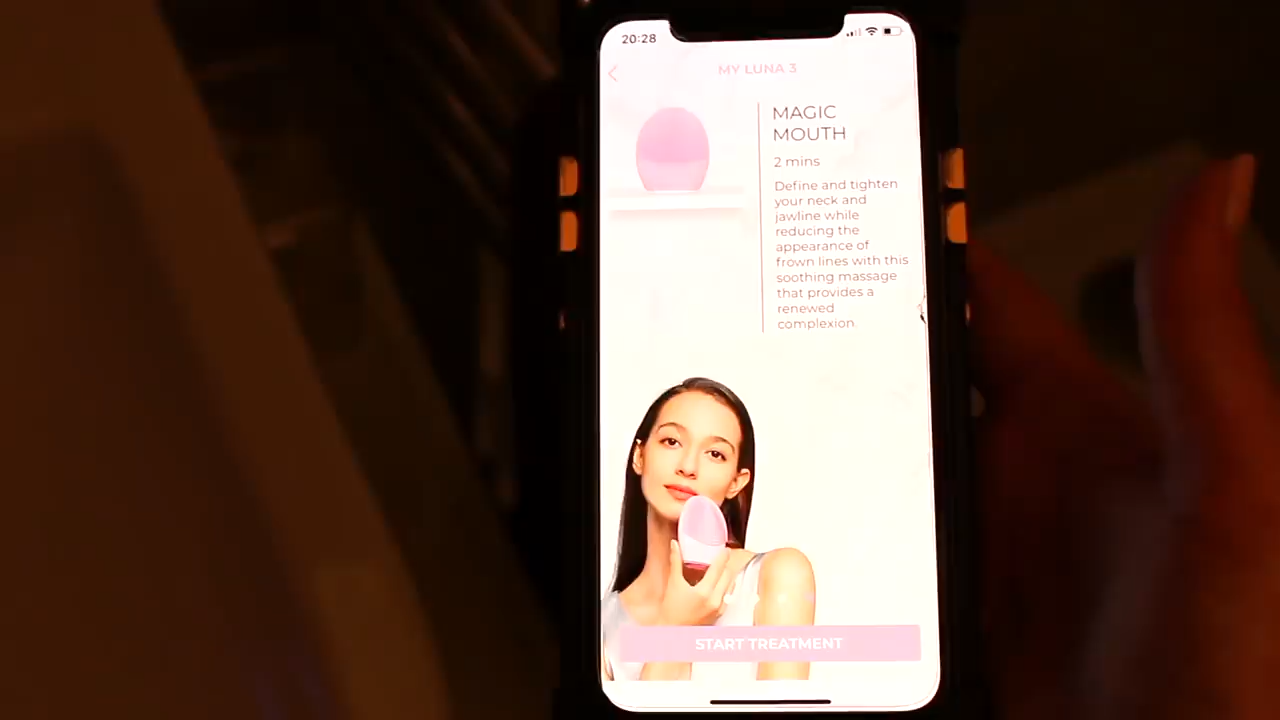 20:28
MY LUNA 3
MAGIC
MOUTH
2 mins
Define and tighten
your neck and
jawline while
reducing the
appearance of
frown lines with this
soothing massage
that provides a
renewed
complexion.
START TREATMENT